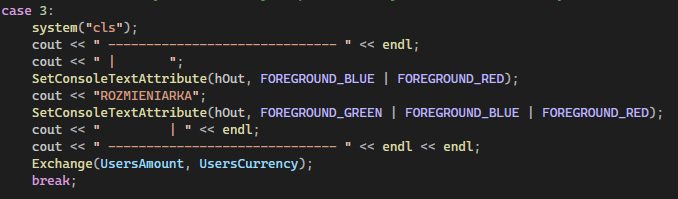 case 3:
    system("cls");
    cout << " ------------------------------ " << endl;
    cout << " |       ";
    SetConsoleTextAttribute(hOut, FOREGROUND_BLUE | FOREGROUND_RED);
    cout << "ROZMIENIARKA";
    SetConsoleTextAttribute(hOut, FOREGROUND_GREEN | FOREGROUND_BLUE | FOREGROUND_RED);
    cout << "         | " << endl;
    cout << " ------------------------------ " << endl << endl;
    Exchange(UsersAmount, UsersCurrency);
    break;